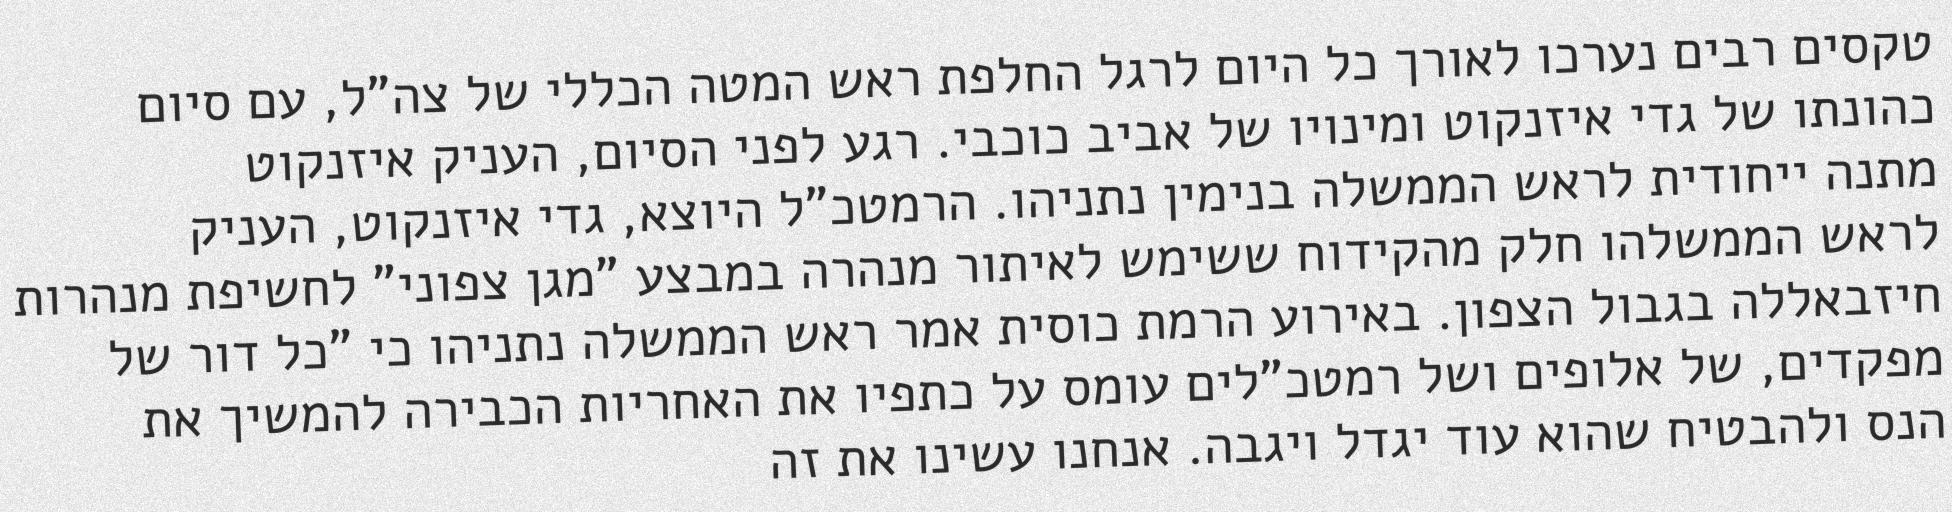 טקסים רבים נערכו לאורך כל היום לרגל החלפת ראש המטה הכללי של צה”ל, עם סיום
כהונתו של גדי איזנקוט ומינויו של אביב כוכבי. רגע לפני הסיום, העניק איזנקוט
מתנה ייחודית לראש הממשלה בנימין נתניהו. הרמטכ”ל היוצא, גדי איזנקוט, העניק
לראש הממשלהו חלק מהקידוח ששימש לאיתור מנהרה במבצע ”מגן צפוני” לחשיפת מנהרות
חיזבאללה בגבול הצפון. באירוע הרמת כוסית אמר ראש הממשלה נתניהו כי ”כל דור של
מפקדים, של אלופים ושל רמטכ”לים עומס על כתפיו את האחריות הכבירה להמשיך את
הנס ולהבטיח שהוא עוד יגדל ויגבה. אנחנו עשינו את זה